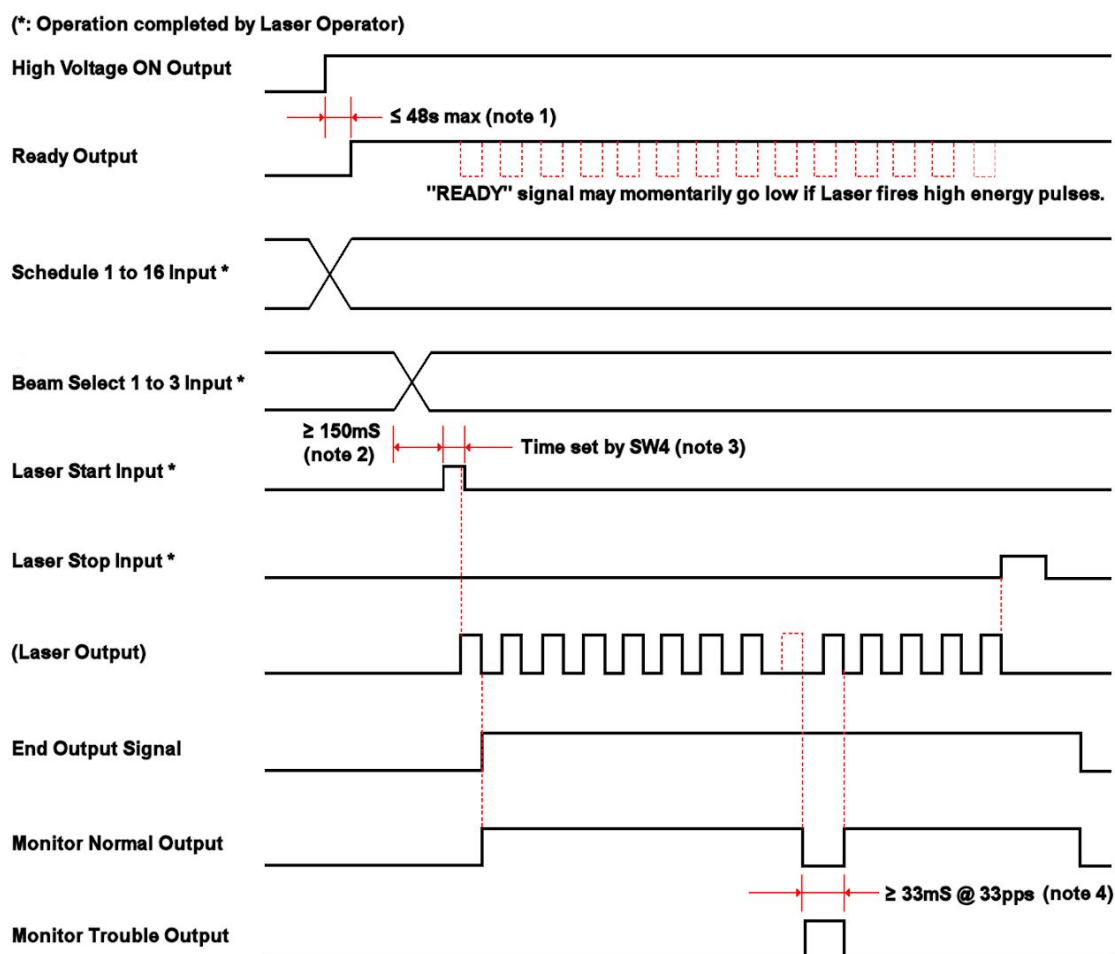 (*: Operation completed by Laser Operator)
High Voltage ON Output
≤ 48s max (note 1)
Ready Output
"READY" signal may momentarily go low if Laser fires high energy pulses.
Schedule 1 to 16 Input *
Beam Select 1 to 3 Input *
≥ 150mS
(note 2)
Time set by SW4 (note 3)
Laser Start Input *
Laser Stop Input *
(Laser Output)
End Output Signal
Monitor Normal Output
≥ 33mS @ 33pps (note 4)
Monitor Trouble Output